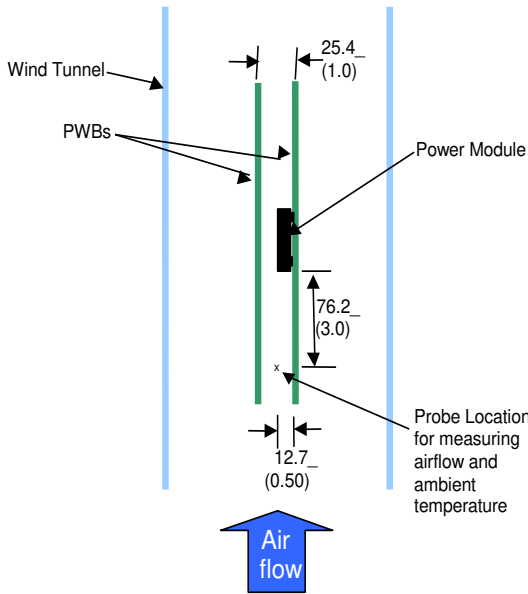 25.4_
(1.0)
Wind Tunnel
PWBs
Power Module
76.2_
(3.0)
x
Probe Location
for measuring
airflow and
ambient
temperature
12.7_
(0.50)
Air
flow